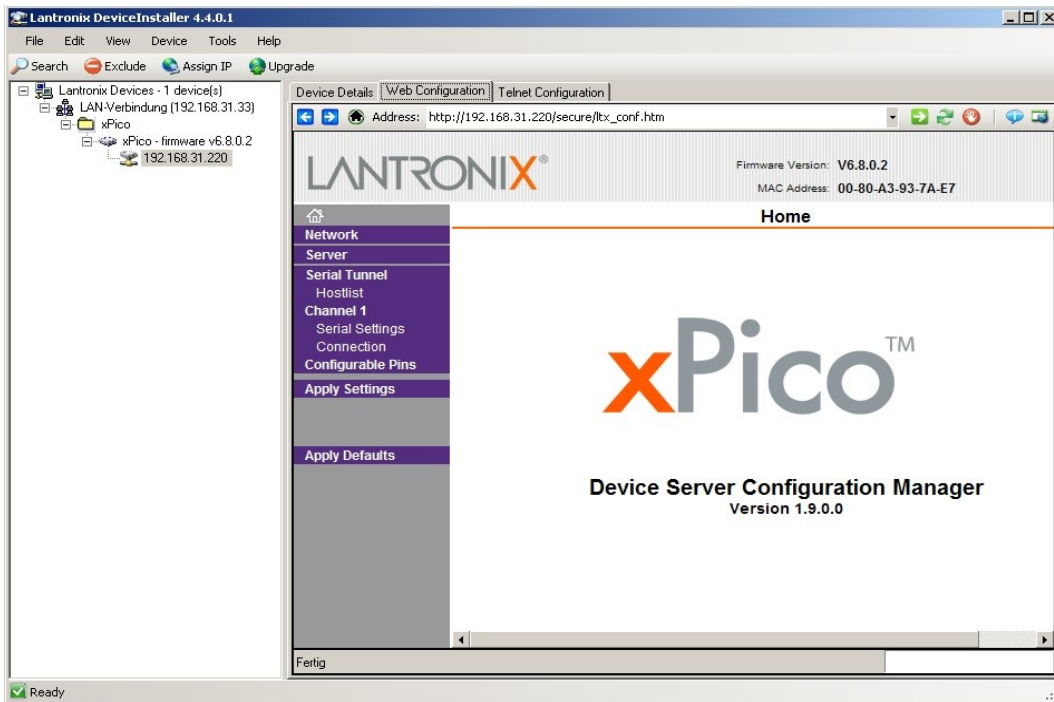 Lantronix DeviceInstaller 4.4.0.1
File Edit View Device Tools Help
Search Exclude Assign IP Upgrade
Lantronix Devices - 1 device(s)
LAN-Verbindung (192.168.31.33)
xPico
xPico - firmware v6.8.0.2
192.168.31.220
Device Details Web Configuration Telnet Configuration
Address: http://192.168.31.220/secure/ltx_conf.htm
LANTRONIX®
Firmware Version: V6.8.0.2
MAC Address: 00-80-A3-93-7A-E7
Home
Network
Server
Serial Tunnel
Hostlist
Channel 1
Serial Settings
Connection
Configurable Pins
Apply Settings
Apply Defaults
xPico™
Device Server Configuration Manager
Version 1.9.0.0
Fertig
Ready